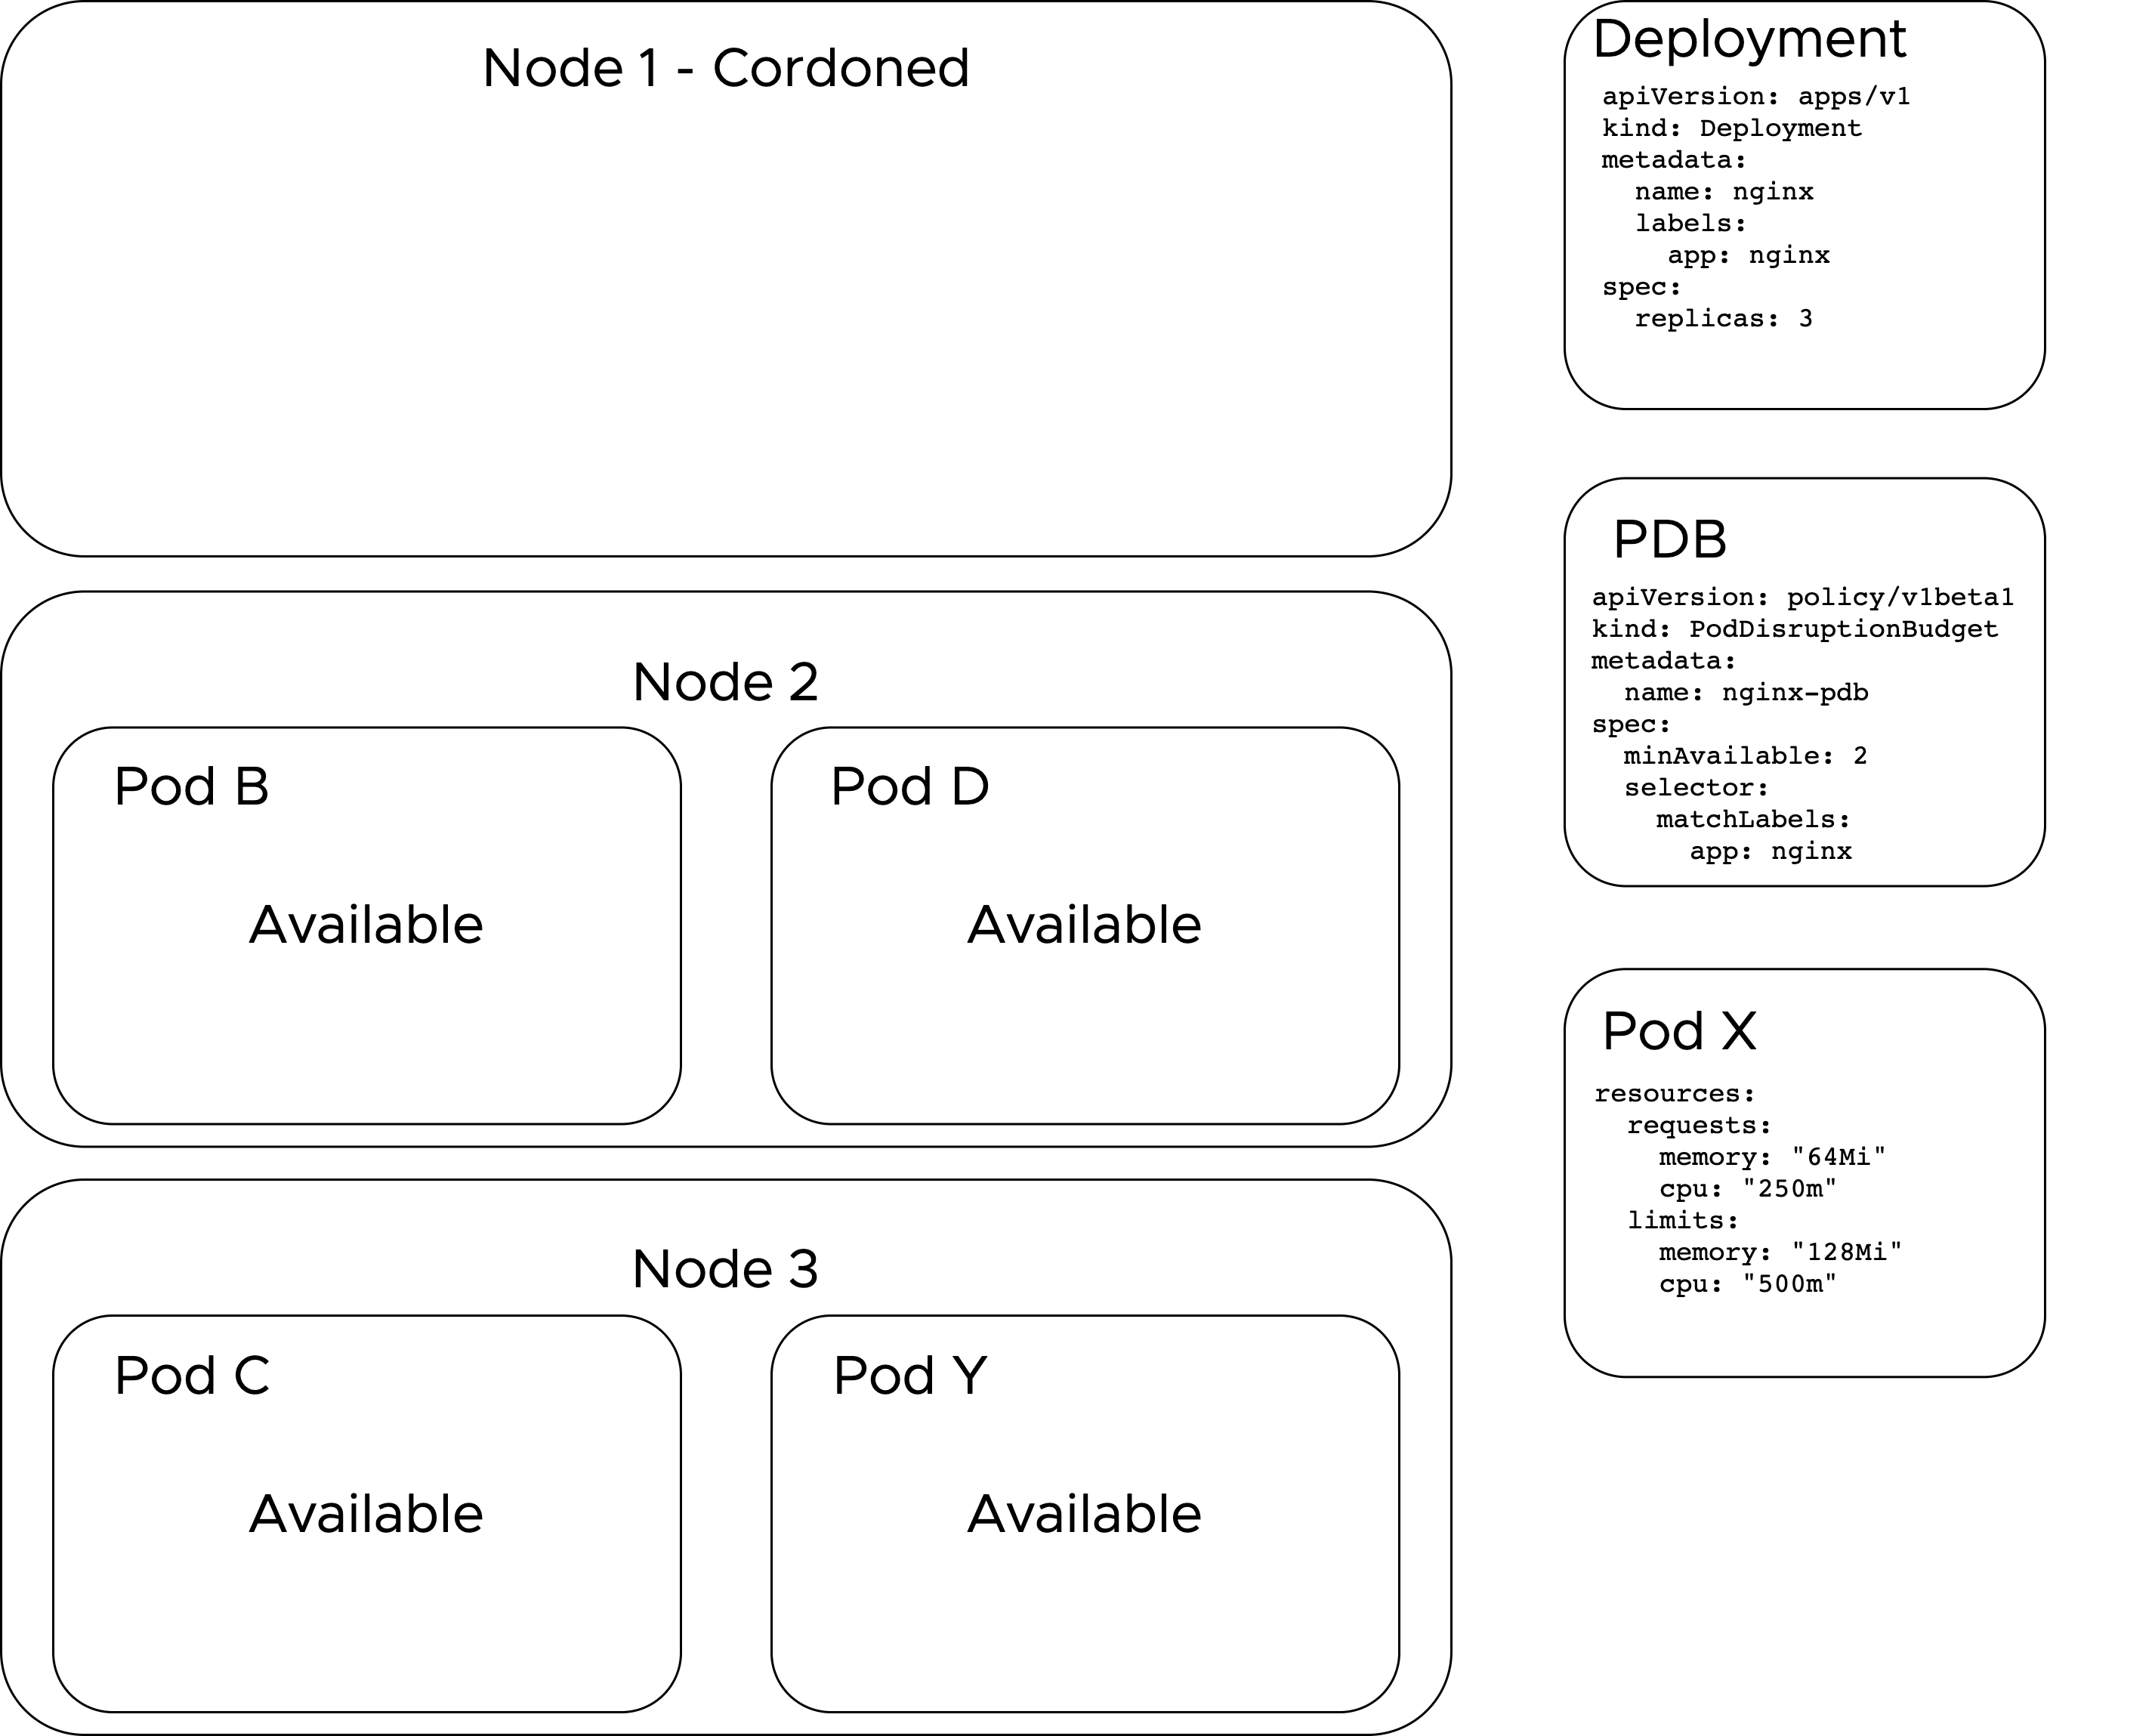 Node 1 - Cordoned
Node 2
Pod B
Available
Pod D
Available
Node 3
Pod C
Available
Pod Y
Available
Deployment
apiVersion: apps/v1
kind: Deployment
metadata:
  name: nginx
  labels:
    app: nginx
spec:
  replicas: 3
PDB
apiVersion: policy/v1beta1
kind: PodDisruptionBudget
metadata:
  name: nginx-pdb
spec:
  minAvailable: 2
  selector:
    matchLabels:
      app: nginx
Pod X
resources:
  requests:
    memory: "64Mi"
    cpu: "250m"
  limits:
    memory: "128Mi"
    cpu: "500m"